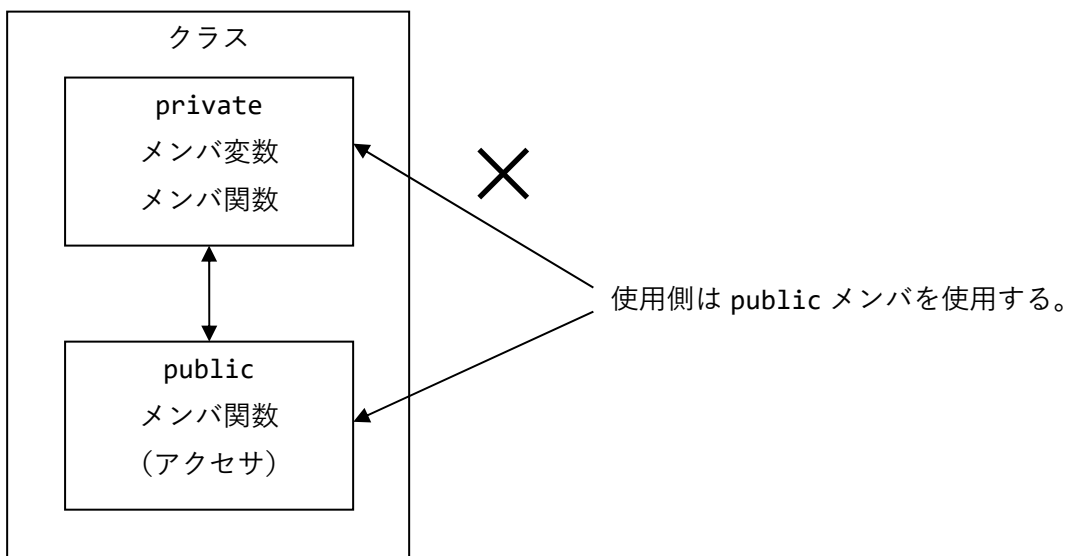 クラス
private
メンバ変数
メンバ関数
使用側は public メンバを使用する。
public
メンバ関数
（アクセサ）